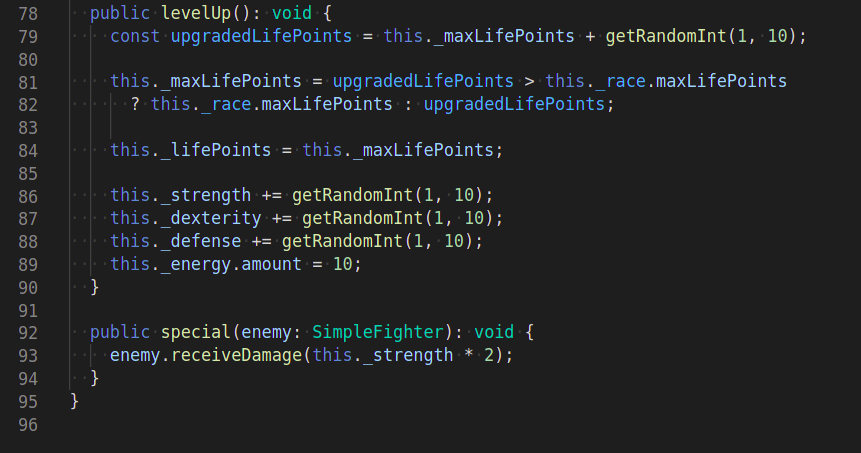 78 public levelUp(): void {
79 const upgradedLifePoints = this._maxLifePoints + getRandomInt(1, 10);
80
81 this._maxLifePoints = upgradedLifePoints > this._race.maxLifePoints
82 ? this._race.maxLifePoints : upgradedLifePoints;
83
84 this._lifePoints = this._maxLifePoints;
85
86 this._strength += getRandomInt(1, 10);
87 this._dexterity += getRandomInt(1, 10);
88 this._defense += getRandomInt(1, 10);
89 this._energy.amount = 10;
90 }
91
92 public special(enemy: SimpleFighter): void {
93 enemy.receiveDamage(this._strength * 2);
94 }
95 }
96